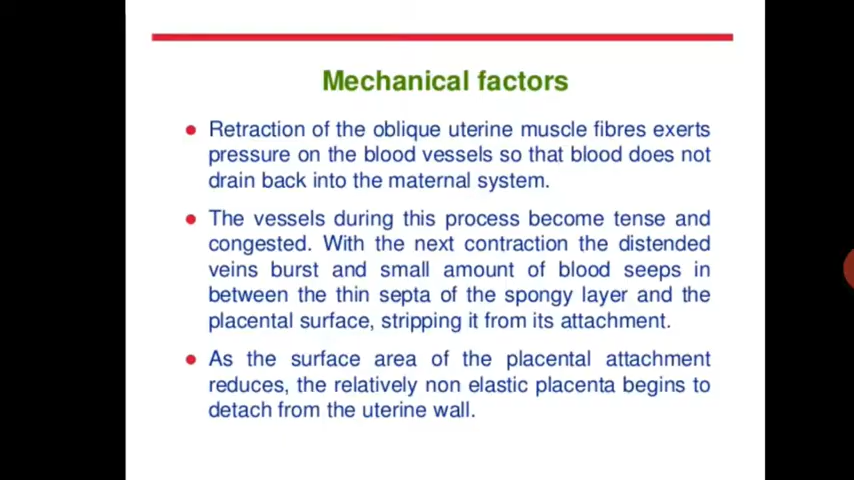 Mechanical factors
Retraction of the oblique uterine muscle fibres exerts
pressure on the blood vessels so that blood does not
drain back into the maternal system.
The vessels during this process become tense and
congested. With the next contraction the distended
veins burst and small amount of blood seeps in
between the thin septa of the spongy layer and the
placental surface, stripping it from its attachment.
As the surface area of the placental attachment
reduces, the relatively non elastic placenta begins to
detach from the uterine wall.